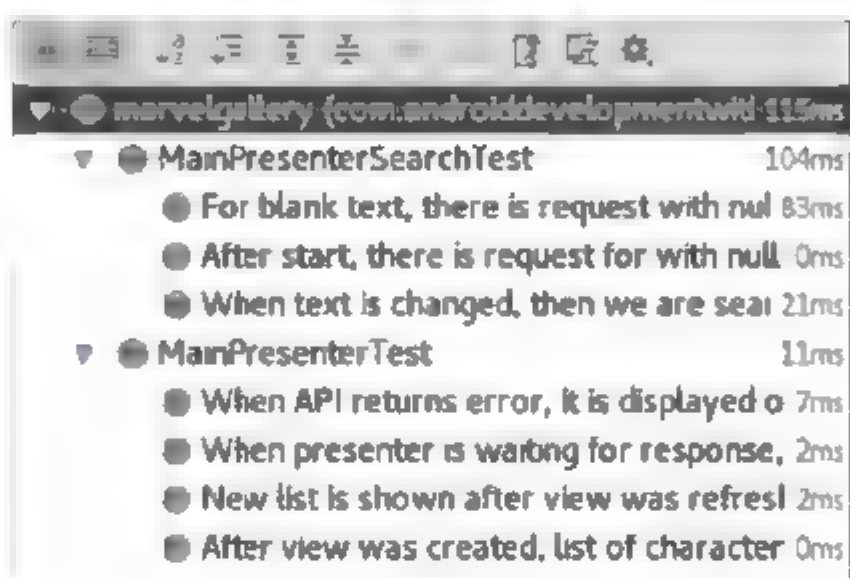 marvelgallery (com.androiddevelopmentwitl 115ms
MainPresenterSearchTest 104ms
For blank text, there is request with nul 83ms
After start, there is request for with null 0ms
When text is changed, then we are sear 21ms
MainPresenterTest 11ms
When API returns error, it is displayed o 7ms
When presenter is waiting for response, 2ms
New list is shown after view was refresl 2ms
After view was created, list of character 0ms